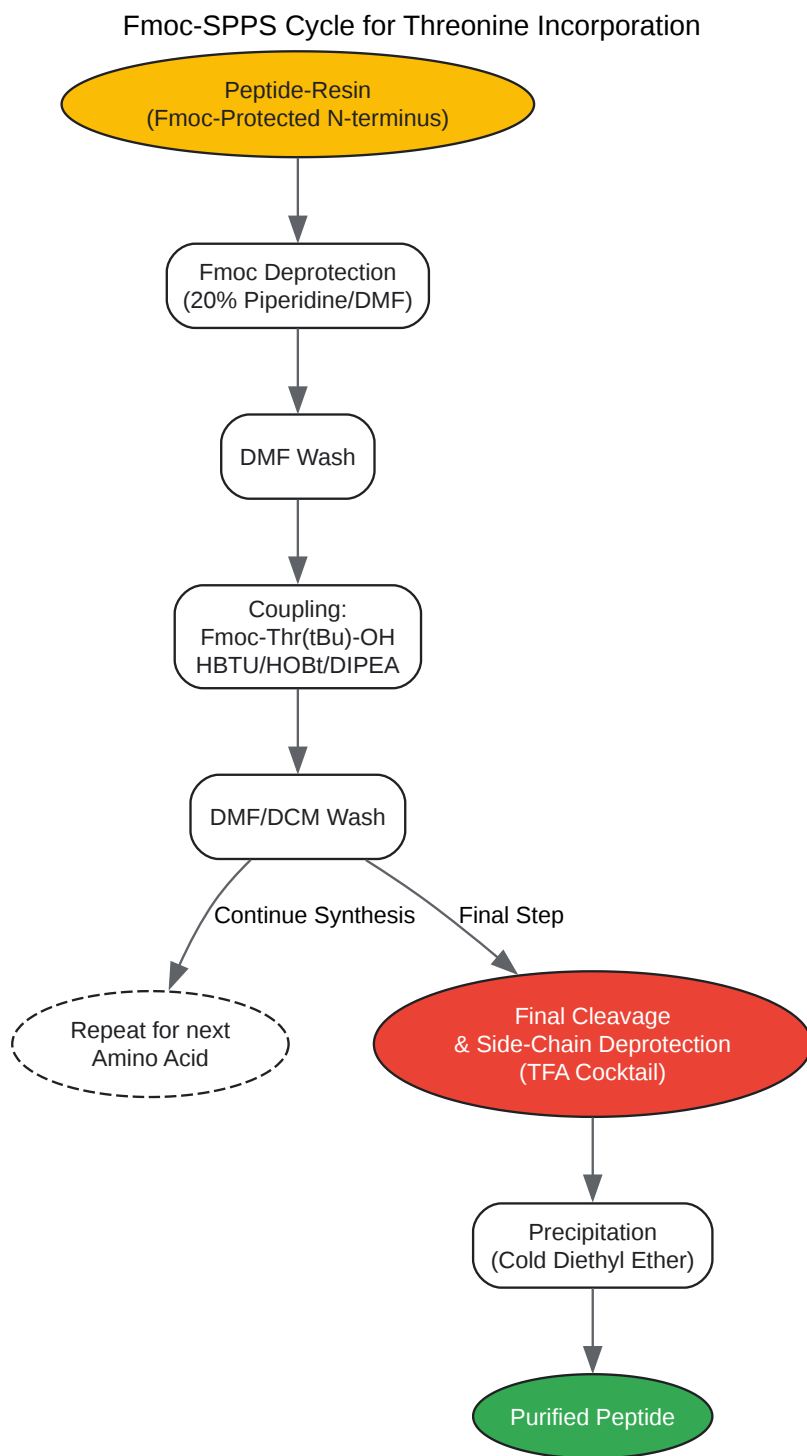 Fmoc-SPPS Cycle for Threonine Incorporation
Peptide-Resin
(Fmoc-Protected N-terminus)
Fmoc Deprotection
(20% Piperidine/DMF)
DMF Wash
Coupling:
Fmoc-Thr(tBu)-OH
HBTU/HOBt/DIPEA
DMF/DCM Wash
Continue Synthesis
Final Step
Repeat for next
Amino Acid
Final Cleavage
& Side-Chain Deprotection
(TFA Cocktail)
Precipitation
(Cold Diethyl Ether)
Purified Peptide